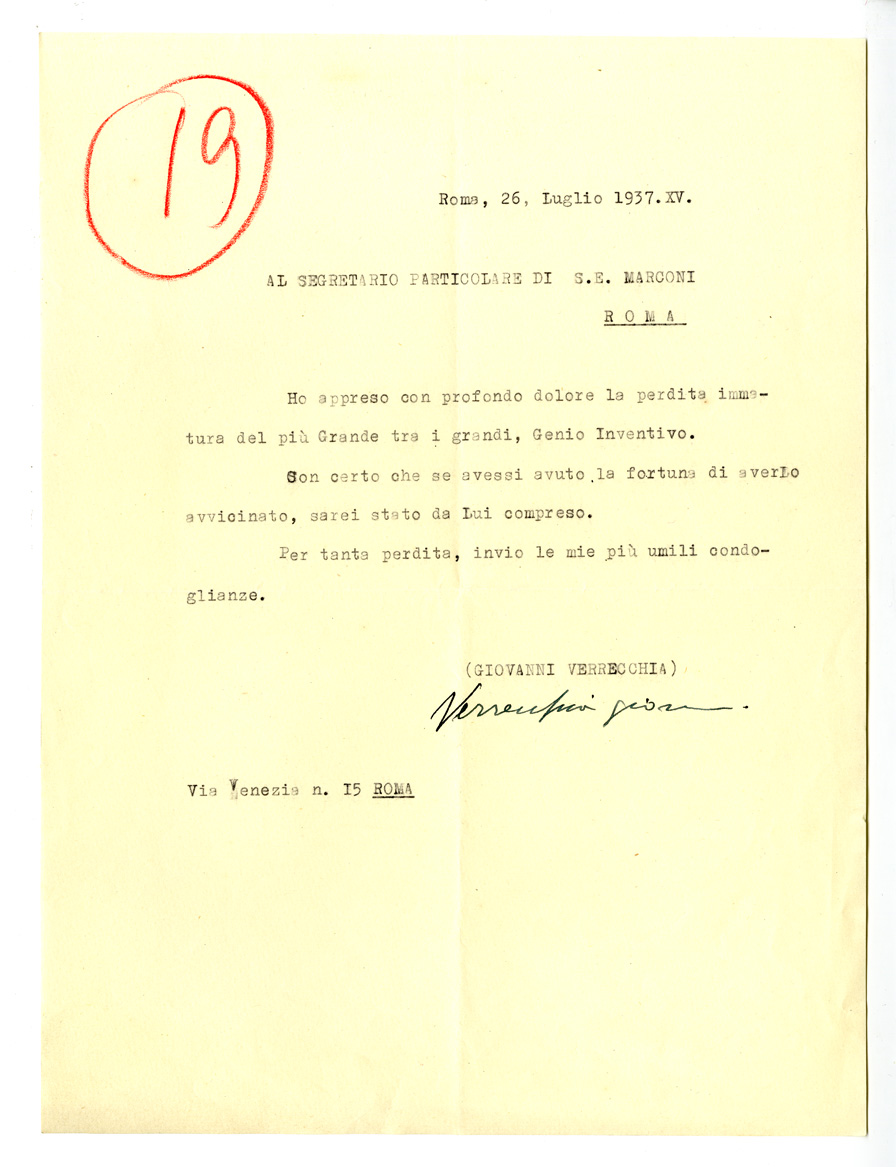 19
Roma, 26, Luglio 1937.XV.
AL SEGRETARIO PARTICOLARE DI S.E. MARCONI
R O M A
Ho appreso con profondo dolore la perdita imma-
tura del più Grande tra i grandi, Genio Inventivo.
Son certo che se avessi avuto la fortuna di averLo
avvicinato, sarei stato da Lui compreso.
Per tanta perdita, invio le mie più umili condo-
glianze.
(GIOVANNI VERRECCHIA)
Verrecchia Giov
Via Venezia n. I5 ROMA